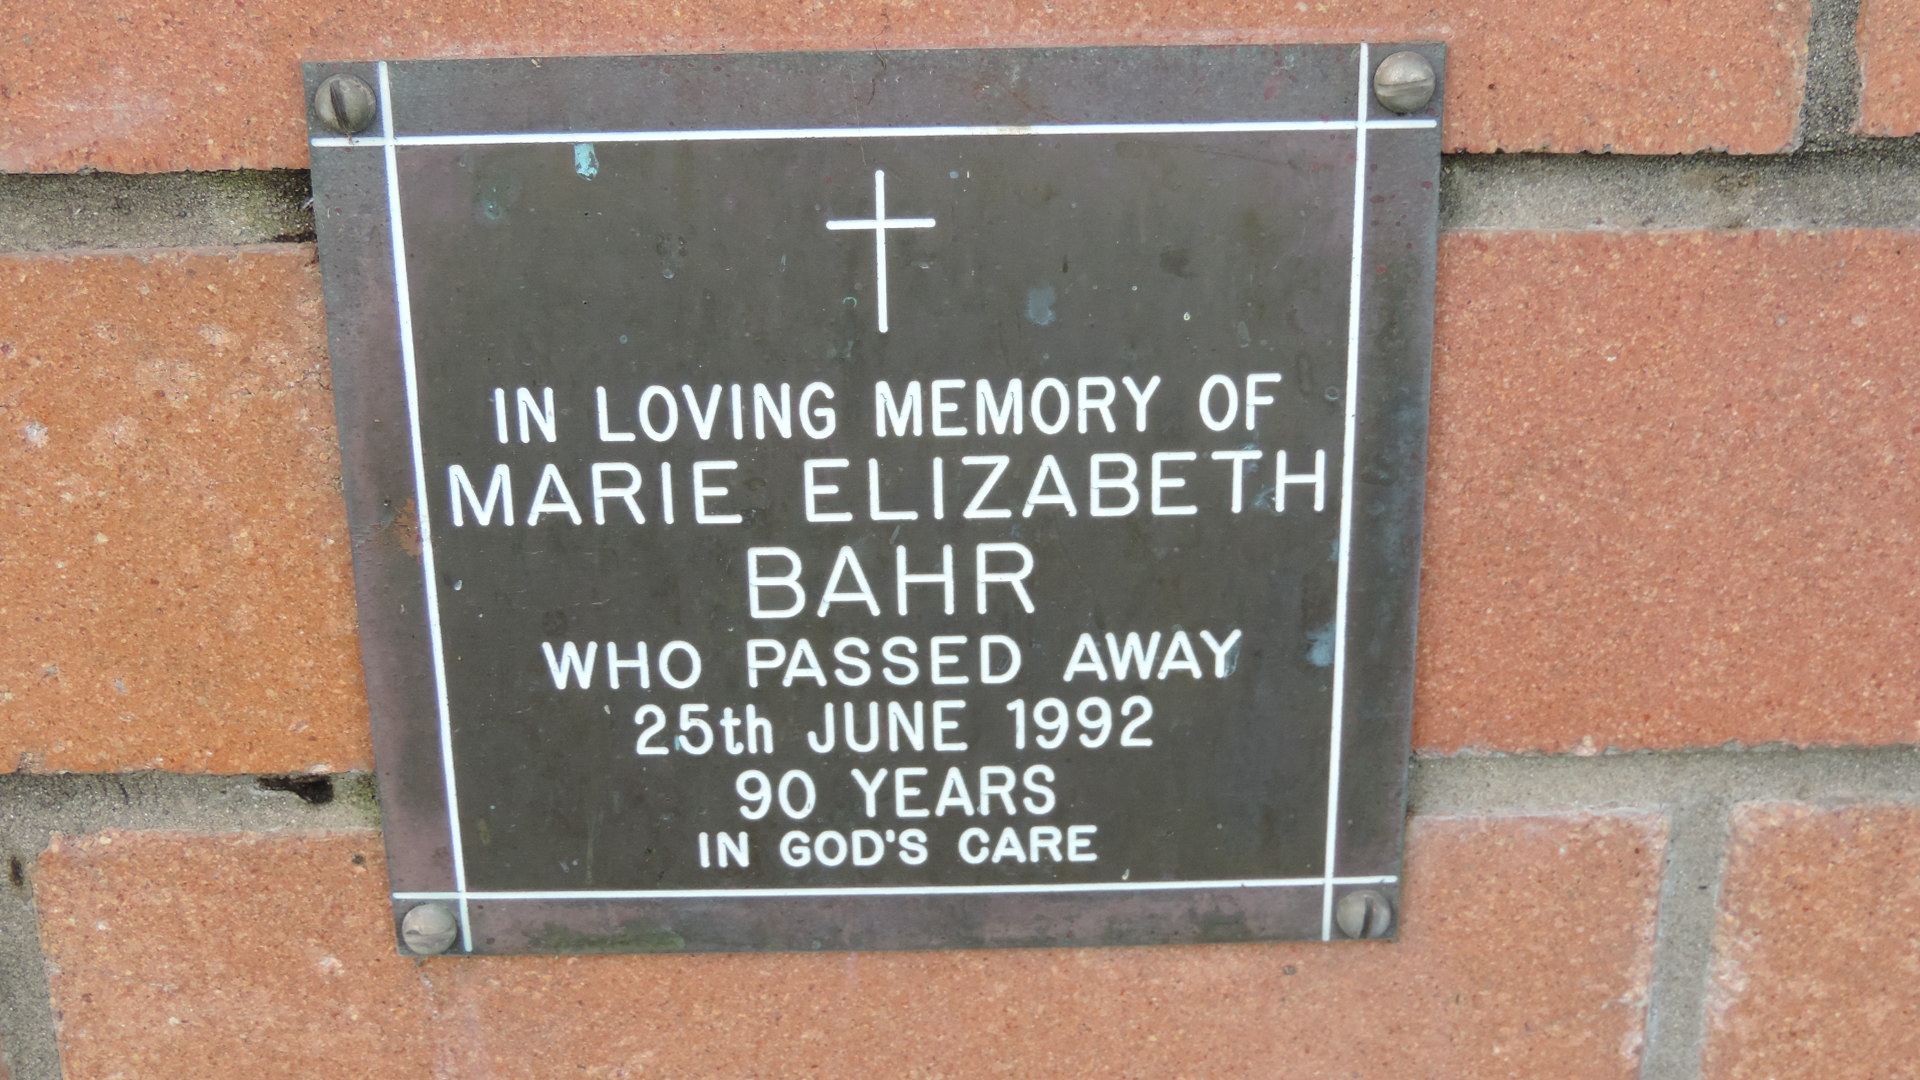 IN LOVING MEMORY OF
MARIE ELIZABETH
BAHR
WHO PASSED AWAY
25th JUNE 1992
90 YEARS
IN GOD'S CARE